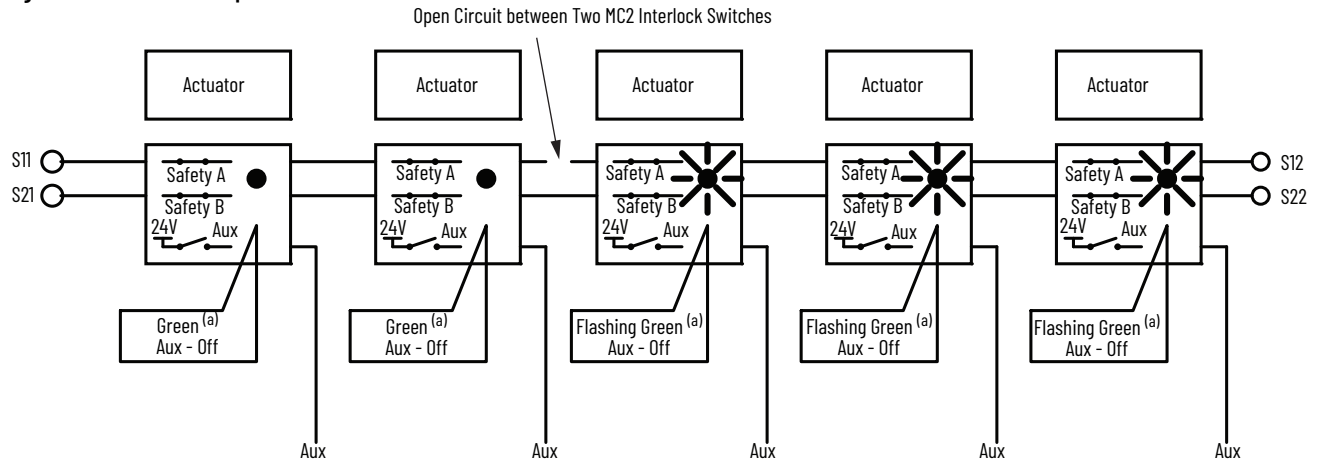 Open Circuit between Two MC2 Interlock Switches
Actuator
Actuator
Actuator
Actuator
Actuator
S11
S21
Safety A
Safety B
24V
Aux
Safety A
Safety B
24V
Aux
Safety A
Safety B
24V
Aux
Safety A
Safety B
24V
Aux
Safety A
Safety B
24V
Aux
S12
S22
Green (a)
Aux - Off
Green (a)
Aux - Off
Flashing Green (a)
Aux - Off
Flashing Green (a)
Aux - Off
Flashing Green (a)
Aux - Off
Aux
Aux
Aux
Aux
Aux